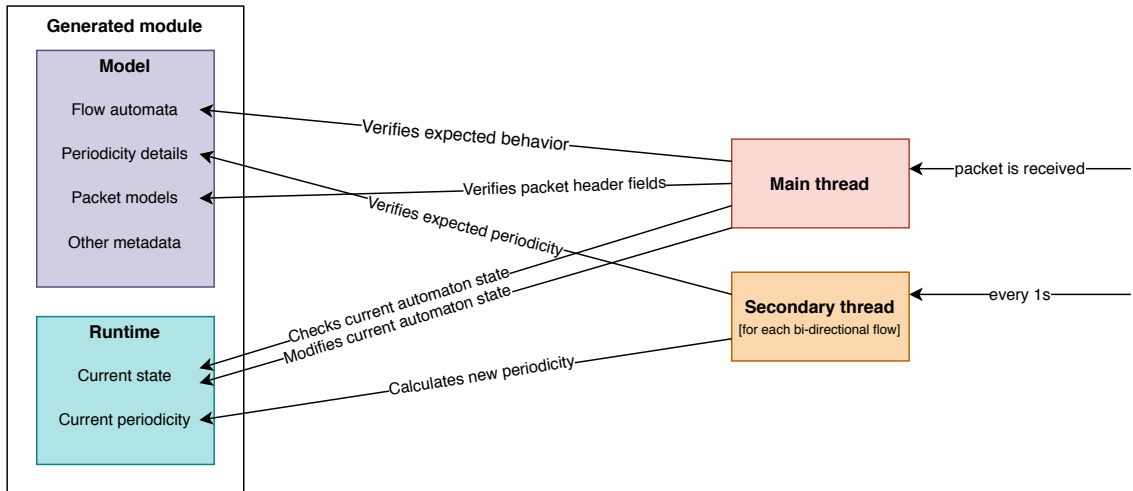 Generated module
Model
Flow automata
Periodicity details
Packet models
Other metadata
Runtime
Current state
Current periodicity
Verifies expected behavior
Verifies packet header fields
Verifies expected periodicity
Checks current automaton state
Modifies current automaton state
Calculates new periodicity
Main thread
Secondary thread
[for each bi-directional flow]
packet is received
every 1s